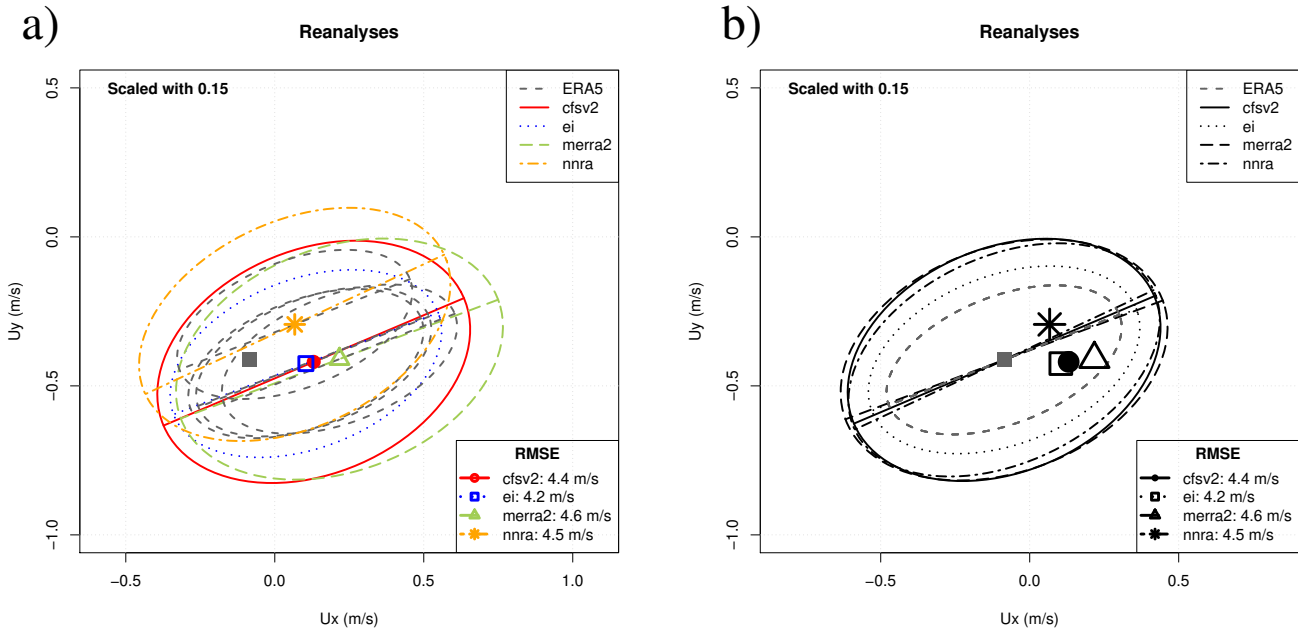 a)
Reanalyses
Scaled with 0.15
ERA5
cfsv2
ei
merra2
nnra
0.5
0.0
−0.5
−1.0
Uy (m/s)
RMSE
cfsv2: 4.4 m/s
ei: 4.2 m/s
merra2: 4.6 m/s
nnra: 4.5 m/s
−0.5 0.0 0.5 1.0
Ux (m/s)
b)
Reanalyses
Scaled with 0.15
ERA5
cfsv2
ei
merra2
nnra
0.5
0.0
−0.5
−1.0
Uy (m/s)
RMSE
cfsv2: 4.4 m/s
ei: 4.2 m/s
merra2: 4.6 m/s
nnra: 4.5 m/s
−0.5 0.0 0.5
Ux (m/s)